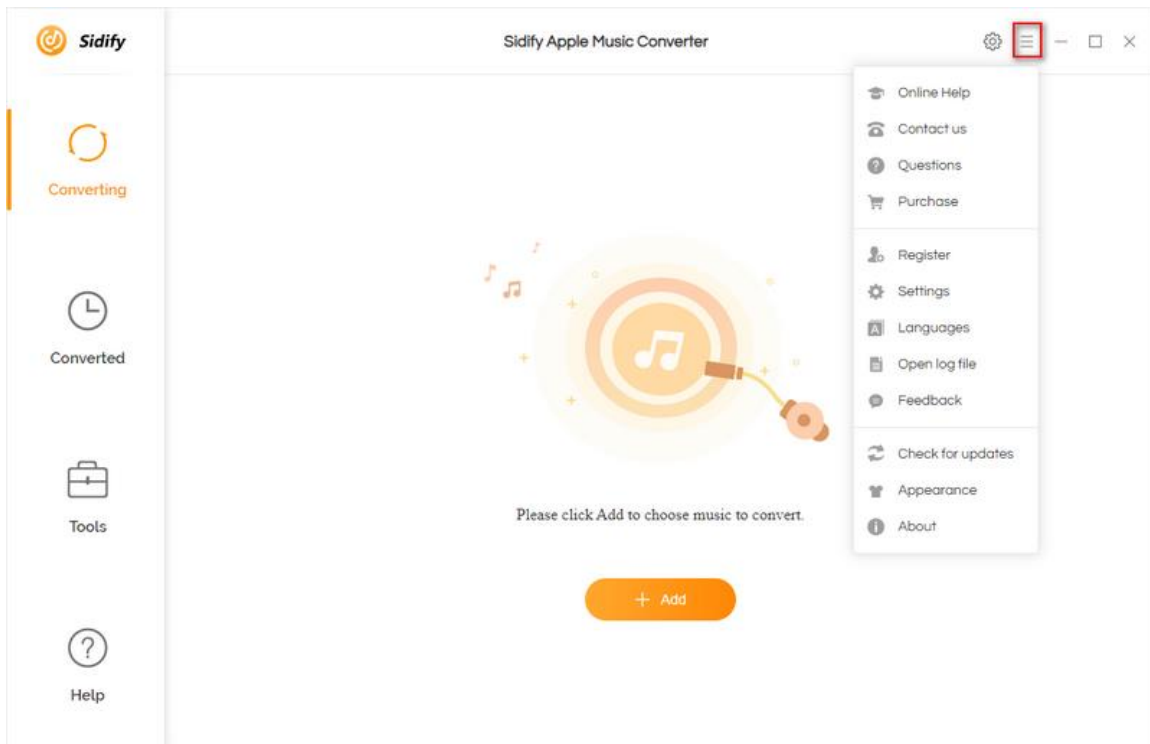 Sidify
Sidify Apple Music Converter
Converting
Converted
Tools
Help
Please click Add to choose music to convert.
+ Add
Online Help
Contact us
Questions
Purchase
Register
Settings
Languages
Open log file
Feedback
Check for updates
Appearance
About